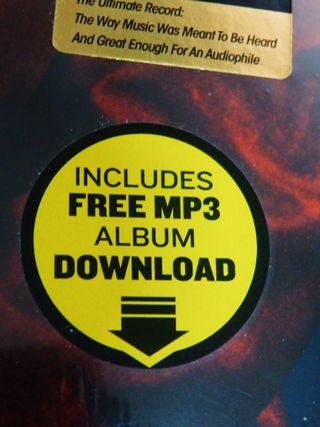 The Ultimate Record:
The Way Music Was Meant To Be Heard
And Great Enough For An Audiophile
INCLUDES
FREE MP3
ALBUM
DOWNLOAD